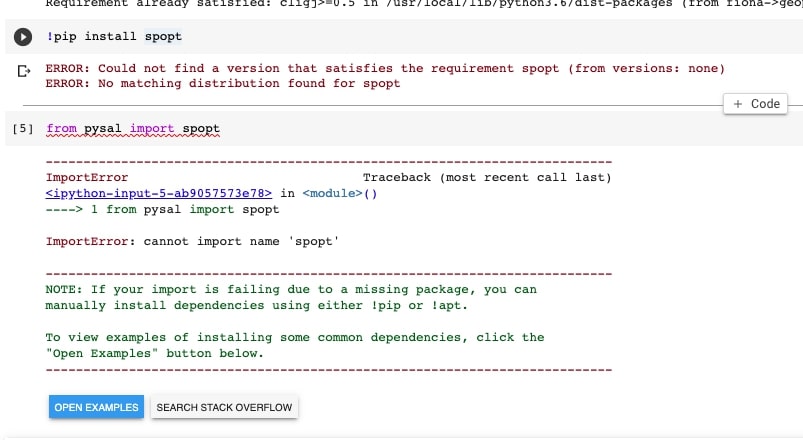 Requirement already satisfied: cligj>=0.5 in /usr/local/lib/python3.6/dist-packages (from fiona->geop
!pip install spopt
ERROR: Could not find a version that satisfies the requirement spopt (from versions: none)
ERROR: No matching distribution found for spopt
+ Code
[5] from pysal import spopt
---------------------------------------------------------------------------
ImportError                               Traceback (most recent call last)
<ipython-input-5-ab9057573e78> in <module>()
----> 1 from pysal import spopt

ImportError: cannot import name 'spopt'

---------------------------------------------------------------------------
NOTE: If your import is failing due to a missing package, you can
manually install dependencies using either !pip or !apt.

To view examples of installing some common dependencies, click the
"Open Examples" button below.
---------------------------------------------------------------------------
OPEN EXAMPLES SEARCH STACK OVERFLOW